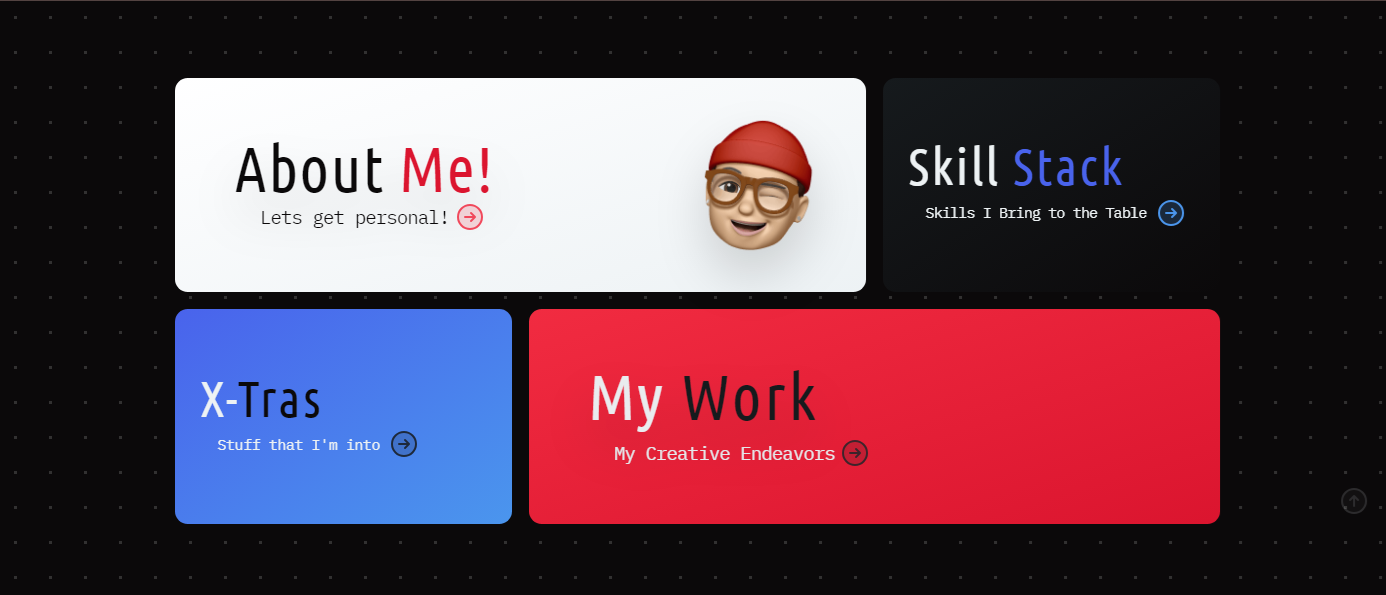 About Me!
Lets get personal!
Skill Stack
Skills I Bring to the Table
X-Tras
Stuff that I'm into
My Work
My Creative Endeavors